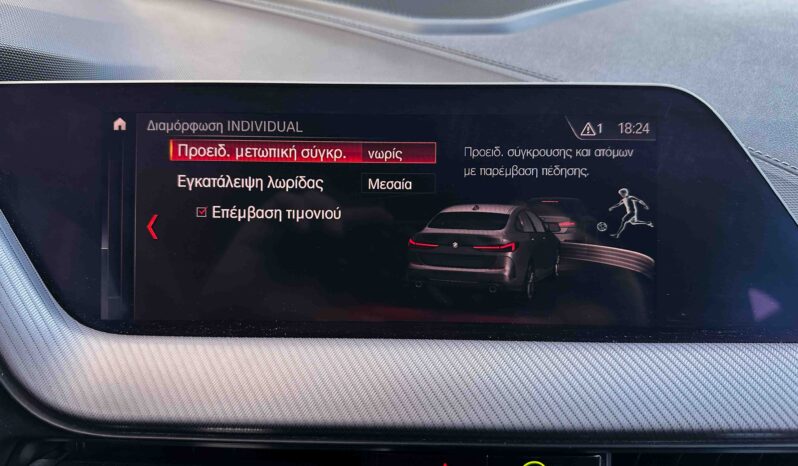 Διαμόρφωση INDIVIDUAL
1 18:24
Προειδ. μετωπική σύγκρ. νωρίς
Εγκατάλειψη λωρίδας Μεσαία
Επέμβαση τιμονιού
Προειδ. σύγκρουσης και ατόμων
με παρέμβαση πέδησης.